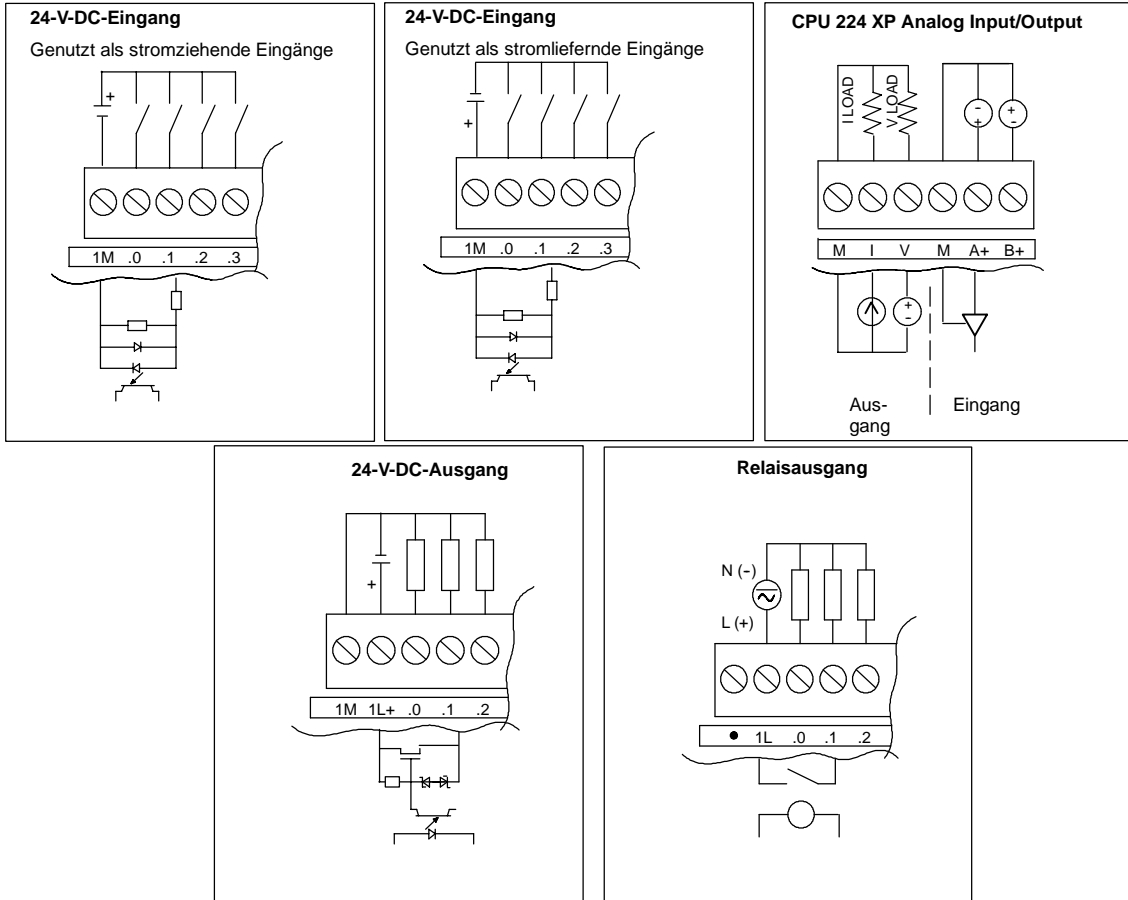 24-V-DC-Eingang
Genutzt als stromziehende Eingänge
+
1M .0 .1 .2 .3
24-V-DC-Eingang
Genutzt als stromliefernde Eingänge
+
1M .0 .1 .2 .3
CPU 224 XP Analog Input/Output
I LOAD
V LOAD
- +
+ -
M I V M A+ B+
+ -
Aus-
gang
Eingang
24-V-DC-Ausgang
+
1M 1L+ .0 .1 .2
Relaisausgang
N (-)
L (+)
1L .0 .1 .2